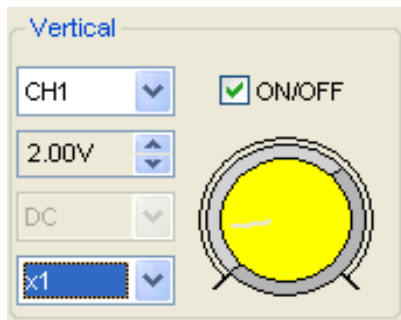 Vertical
CH1
ON/OFF
2.00V
DC
x1